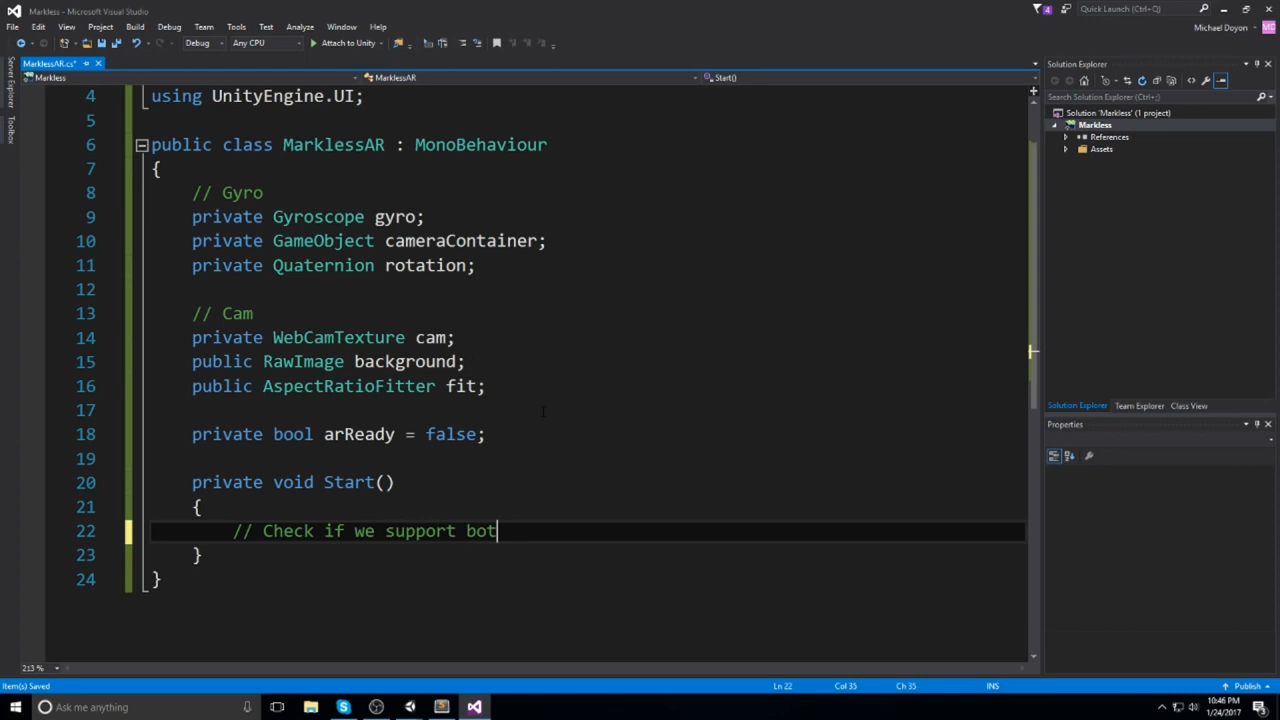 Markless - Microsoft Visual Studio
4
Quick Launch (Ctrl+Q)
File Edit View Project Build Debug Team Tools Test Analyze Window Help
Michael Doyon
Debug Any CPU Attach to Unity
Server Explorer
Toolbox
MarklessAR.cs*
Markless MarklessAR Start()
4 using UnityEngine.UI;
5
6 public class MarklessAR : MonoBehaviour
7 {
8 // Gyro
9 private Gyroscope gyro;
10 private GameObject cameraContainer;
11 private Quaternion rotation;
12
13 // Cam
14 private WebCamTexture cam;
15 public RawImage background;
16 public AspectRatioFitter fit;
17
18 private bool arReady = false;
19
20 private void Start()
21 {
22 // Check if we support bot
23 }
24 }
213 %
Solution Explorer
Search Solution Explorer (Ctrl+;)
Solution 'Markless' (1 project)
Markless
References
Assets
Solution Explorer Team Explorer Class View
Properties
Item(s) Saved Ln 22 Col 35 Ch 35 INS Publish
Ask me anything
10:46 PM
1/24/2017